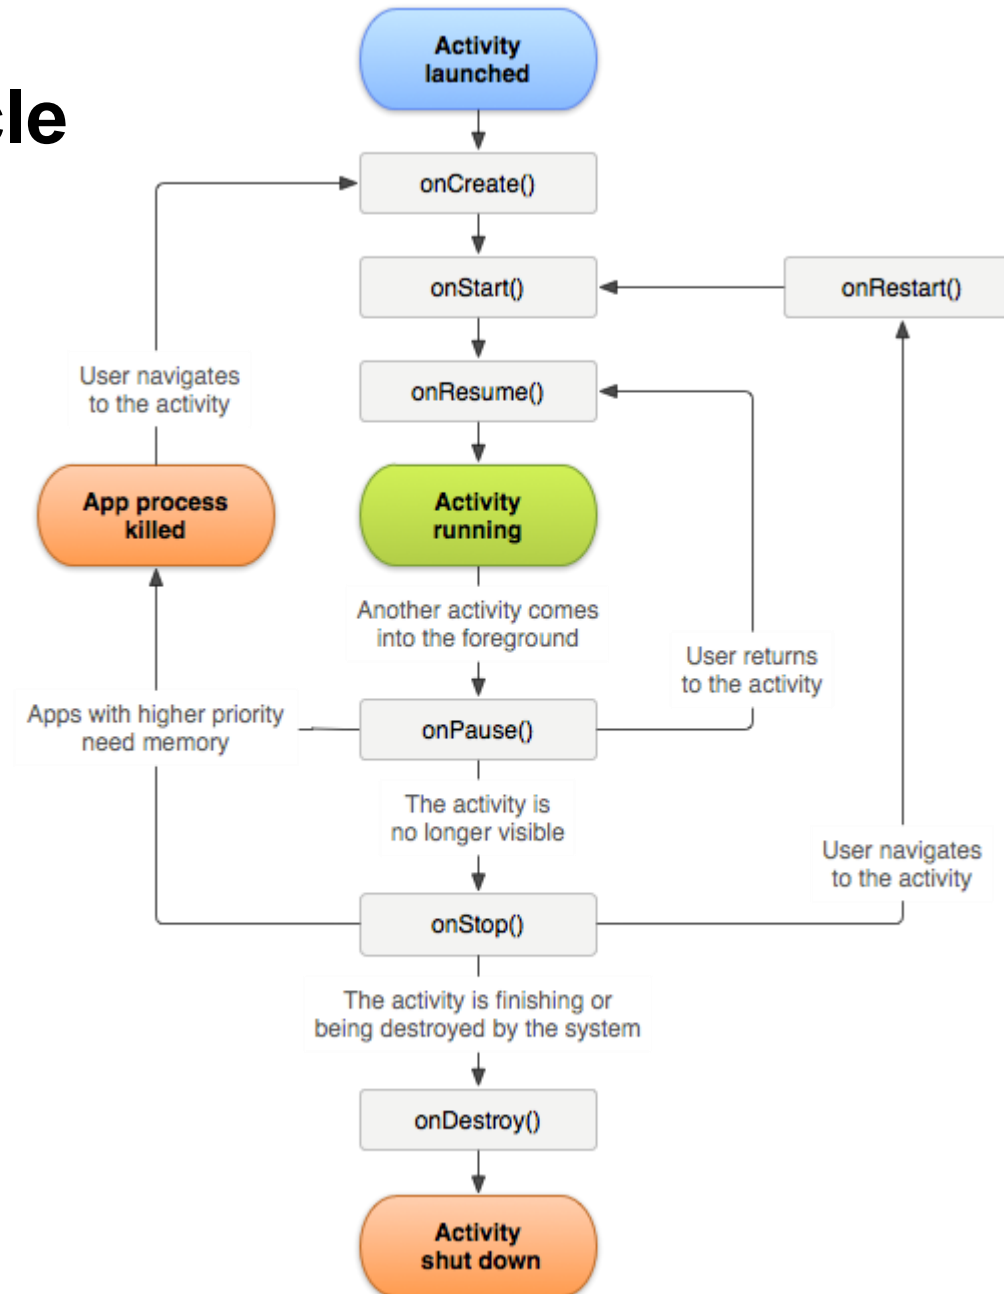 Activity
launched
cle
onCreate()
onStart()
onRestart()
User navigates
to the activity
onResume()
App process
killed
Activity
running
Another activity comes
into the foreground
User returns
to the activity
Apps with higher priority
need memory
onPause()
The activity is
no longer visible
User navigates
to the activity
onStop()
The activity is finishing or
being destroyed by the system
onDestroy()
Activity
shut down